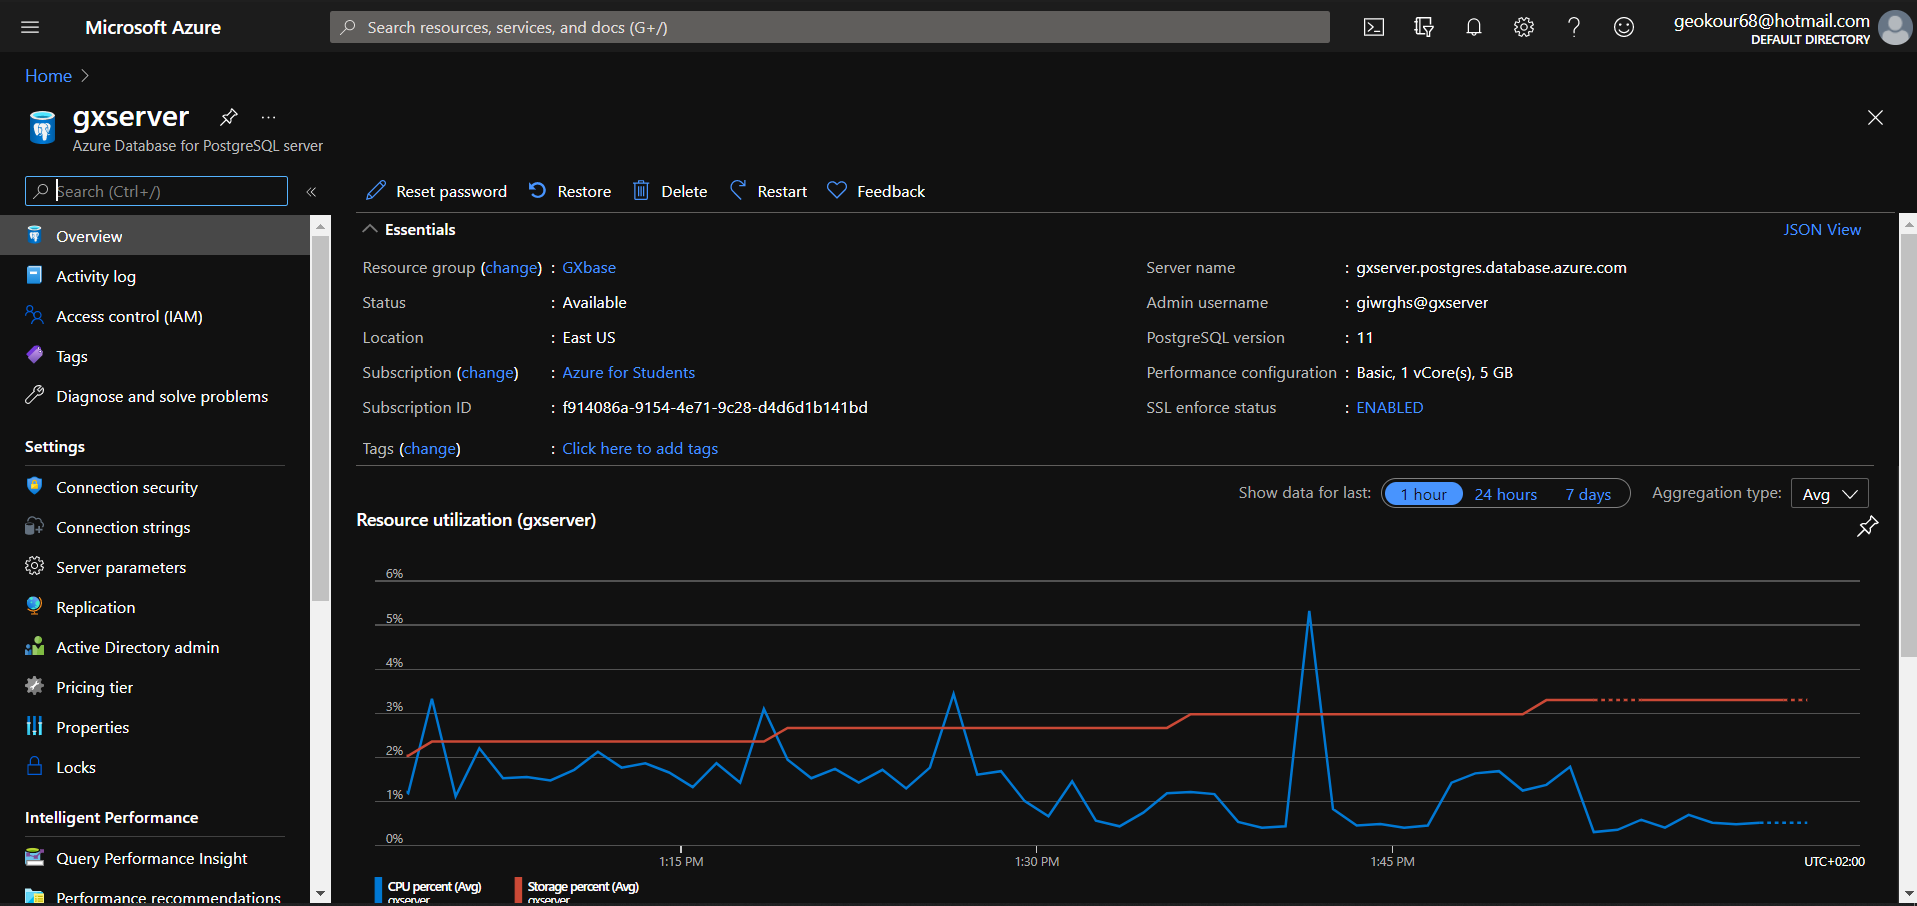 Microsoft Azure
Search resources, services, and docs (G+/)
geokour68@hotmail.com
DEFAULT DIRECTORY
Home
gxserver
Azure Database for PostgreSQL server
Search (Ctrl+/)
Overview
Activity log
Access control (IAM)
Tags
Diagnose and solve problems
Settings
Connection security
Connection strings
Server parameters
Replication
Active Directory admin
Pricing tier
Properties
Locks
Intelligent Performance
Query Performance Insight
Performance recommendations
Reset password Restore Delete Restart Feedback
Essentials
JSON View
Resource group (change) : GXbase
Status : Available
Location : East US
Subscription (change) : Azure for Students
Subscription ID : f914086a-9154-4e71-9c28-d4d6d1b141bd
Tags (change) : Click here to add tags
Server name : gxserver.postgres.database.azure.com
Admin username : giwrghs@gxserver
PostgreSQL version : 11
Performance configuration : Basic, 1 vCore(s), 5 GB
SSL enforce status : ENABLED
Show data for last: 1 hour 24 hours 7 days Aggregation type: Avg
Resource utilization (gxserver)
6%
5%
4%
3%
2%
1%
0%
1:15 PM 1:30 PM 1:45 PM UTC+02:00
CPU percent (Avg)
gxserver
Storage percent (Avg)
gxserver